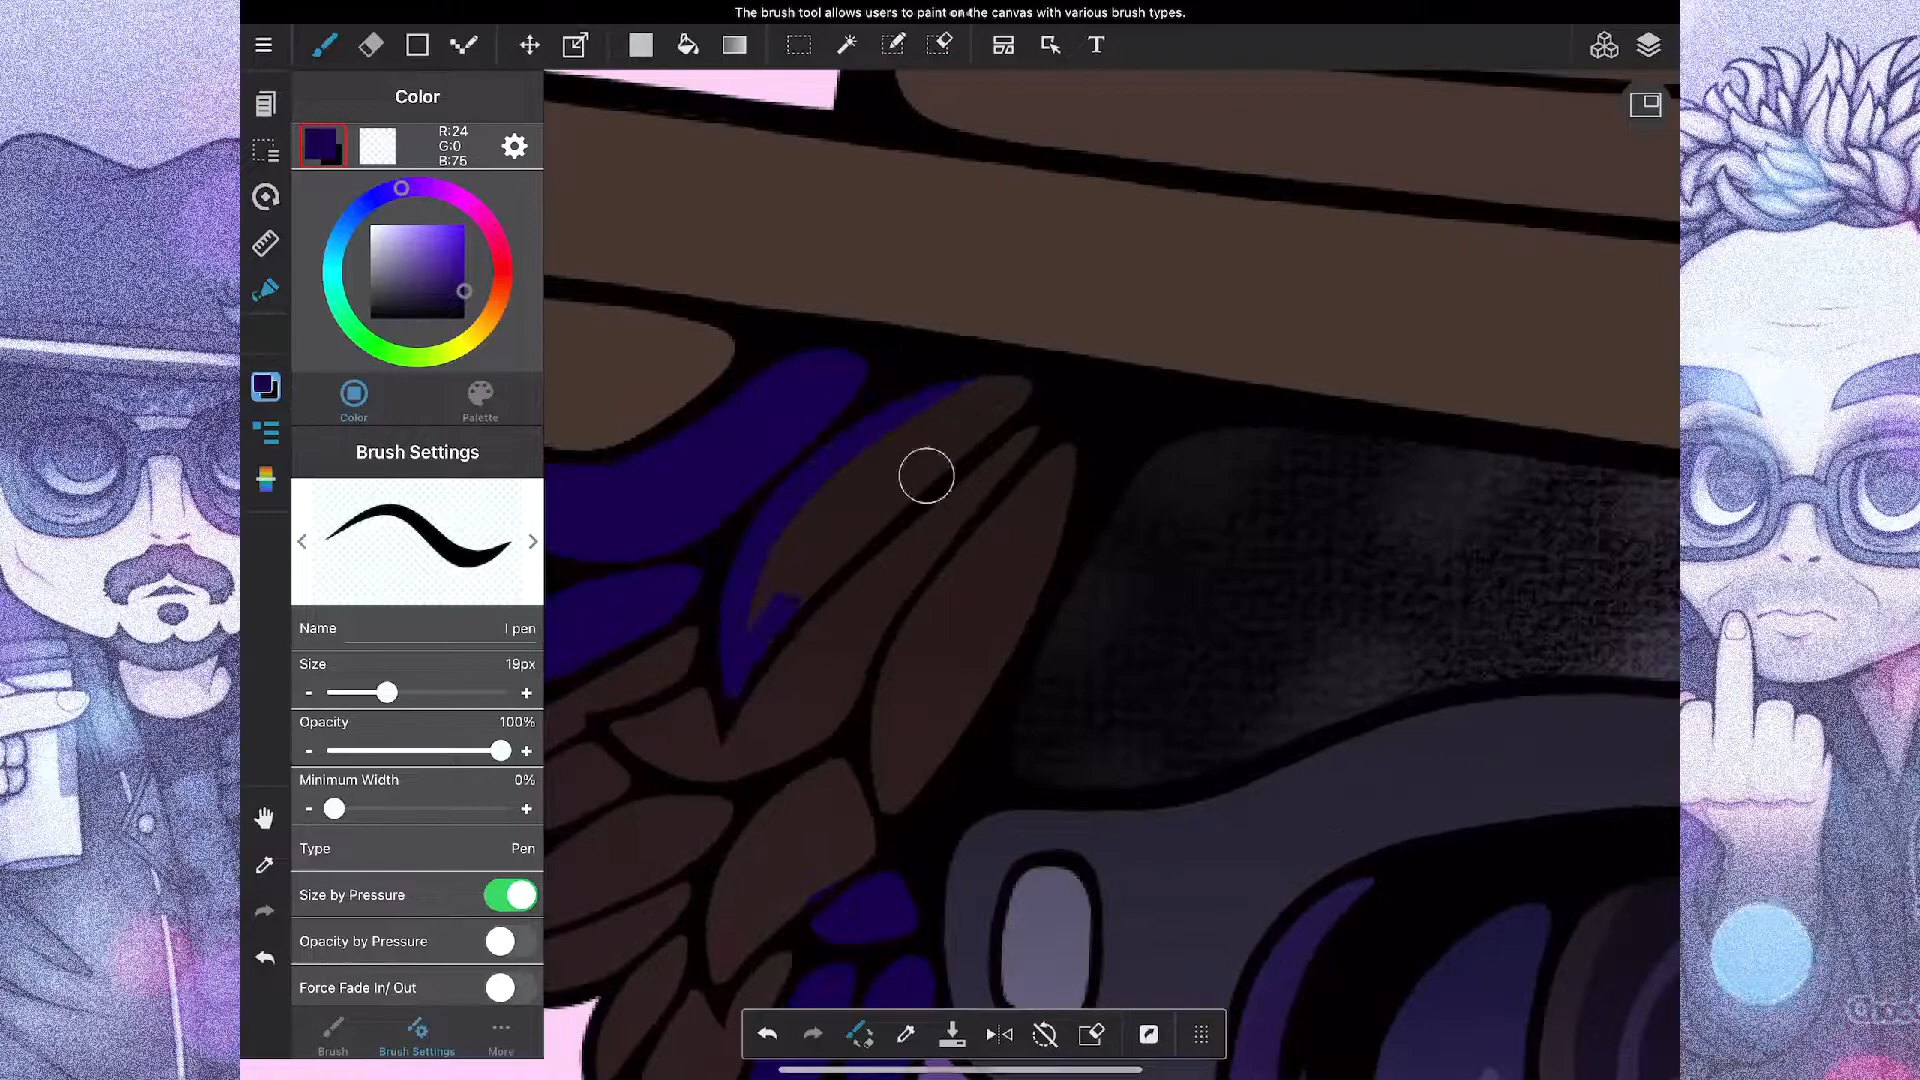 The brush tool allows users to paint on the canvas with various brush types.
T
Color
R:24
G:0
B:75
Color
Palette
Brush Settings
Name
I pen
Size
19px
Opacity
100%
Minimum Width
0%
Type
Pen
Size by Pressure
Opacity by Pressure
Force Fade In/ Out
Brush
Brush Settings
More